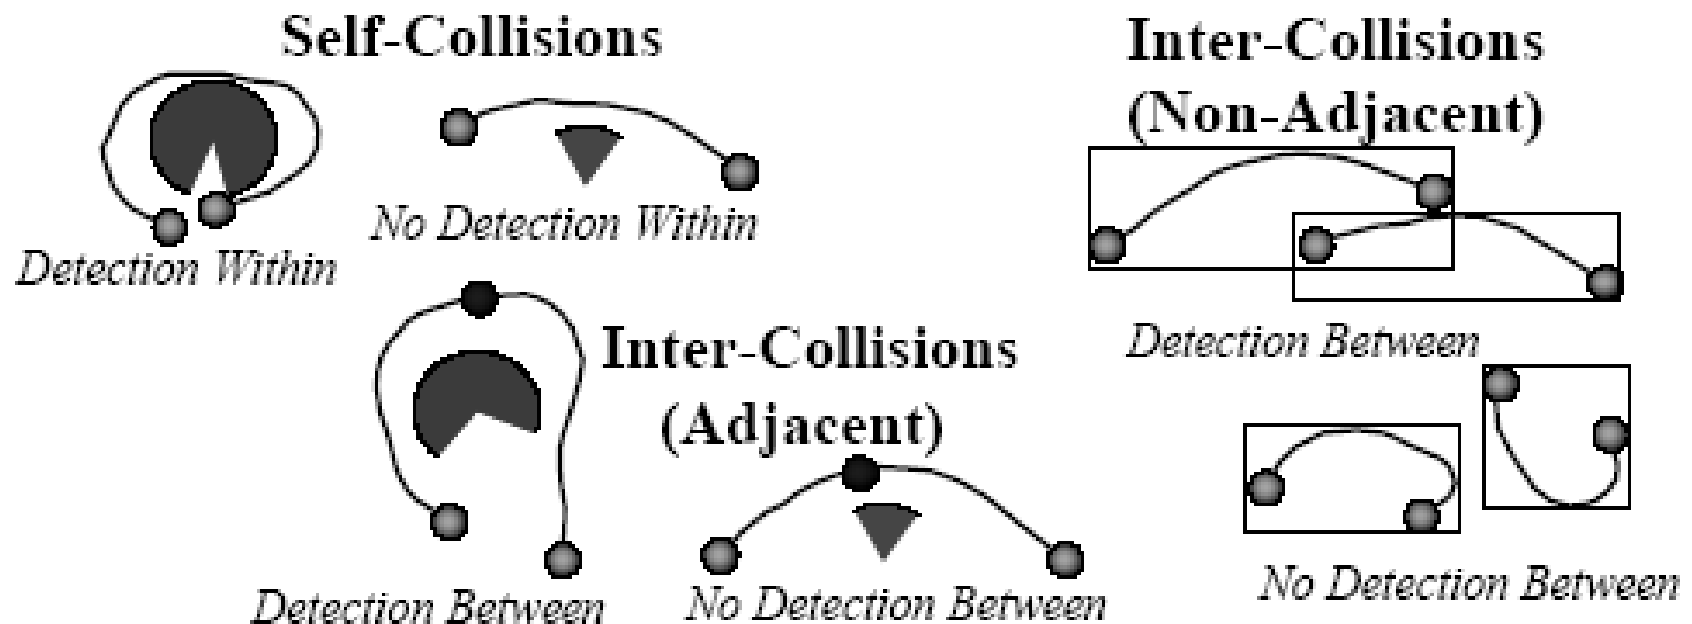 Self-Collisions
Detection Within
No Detection Within
Inter-Collisions
(Adjacent)
Detection Between
No Detection Between
Inter-Collisions
(Non-Adjacent)
Detection Between
No Detection Between